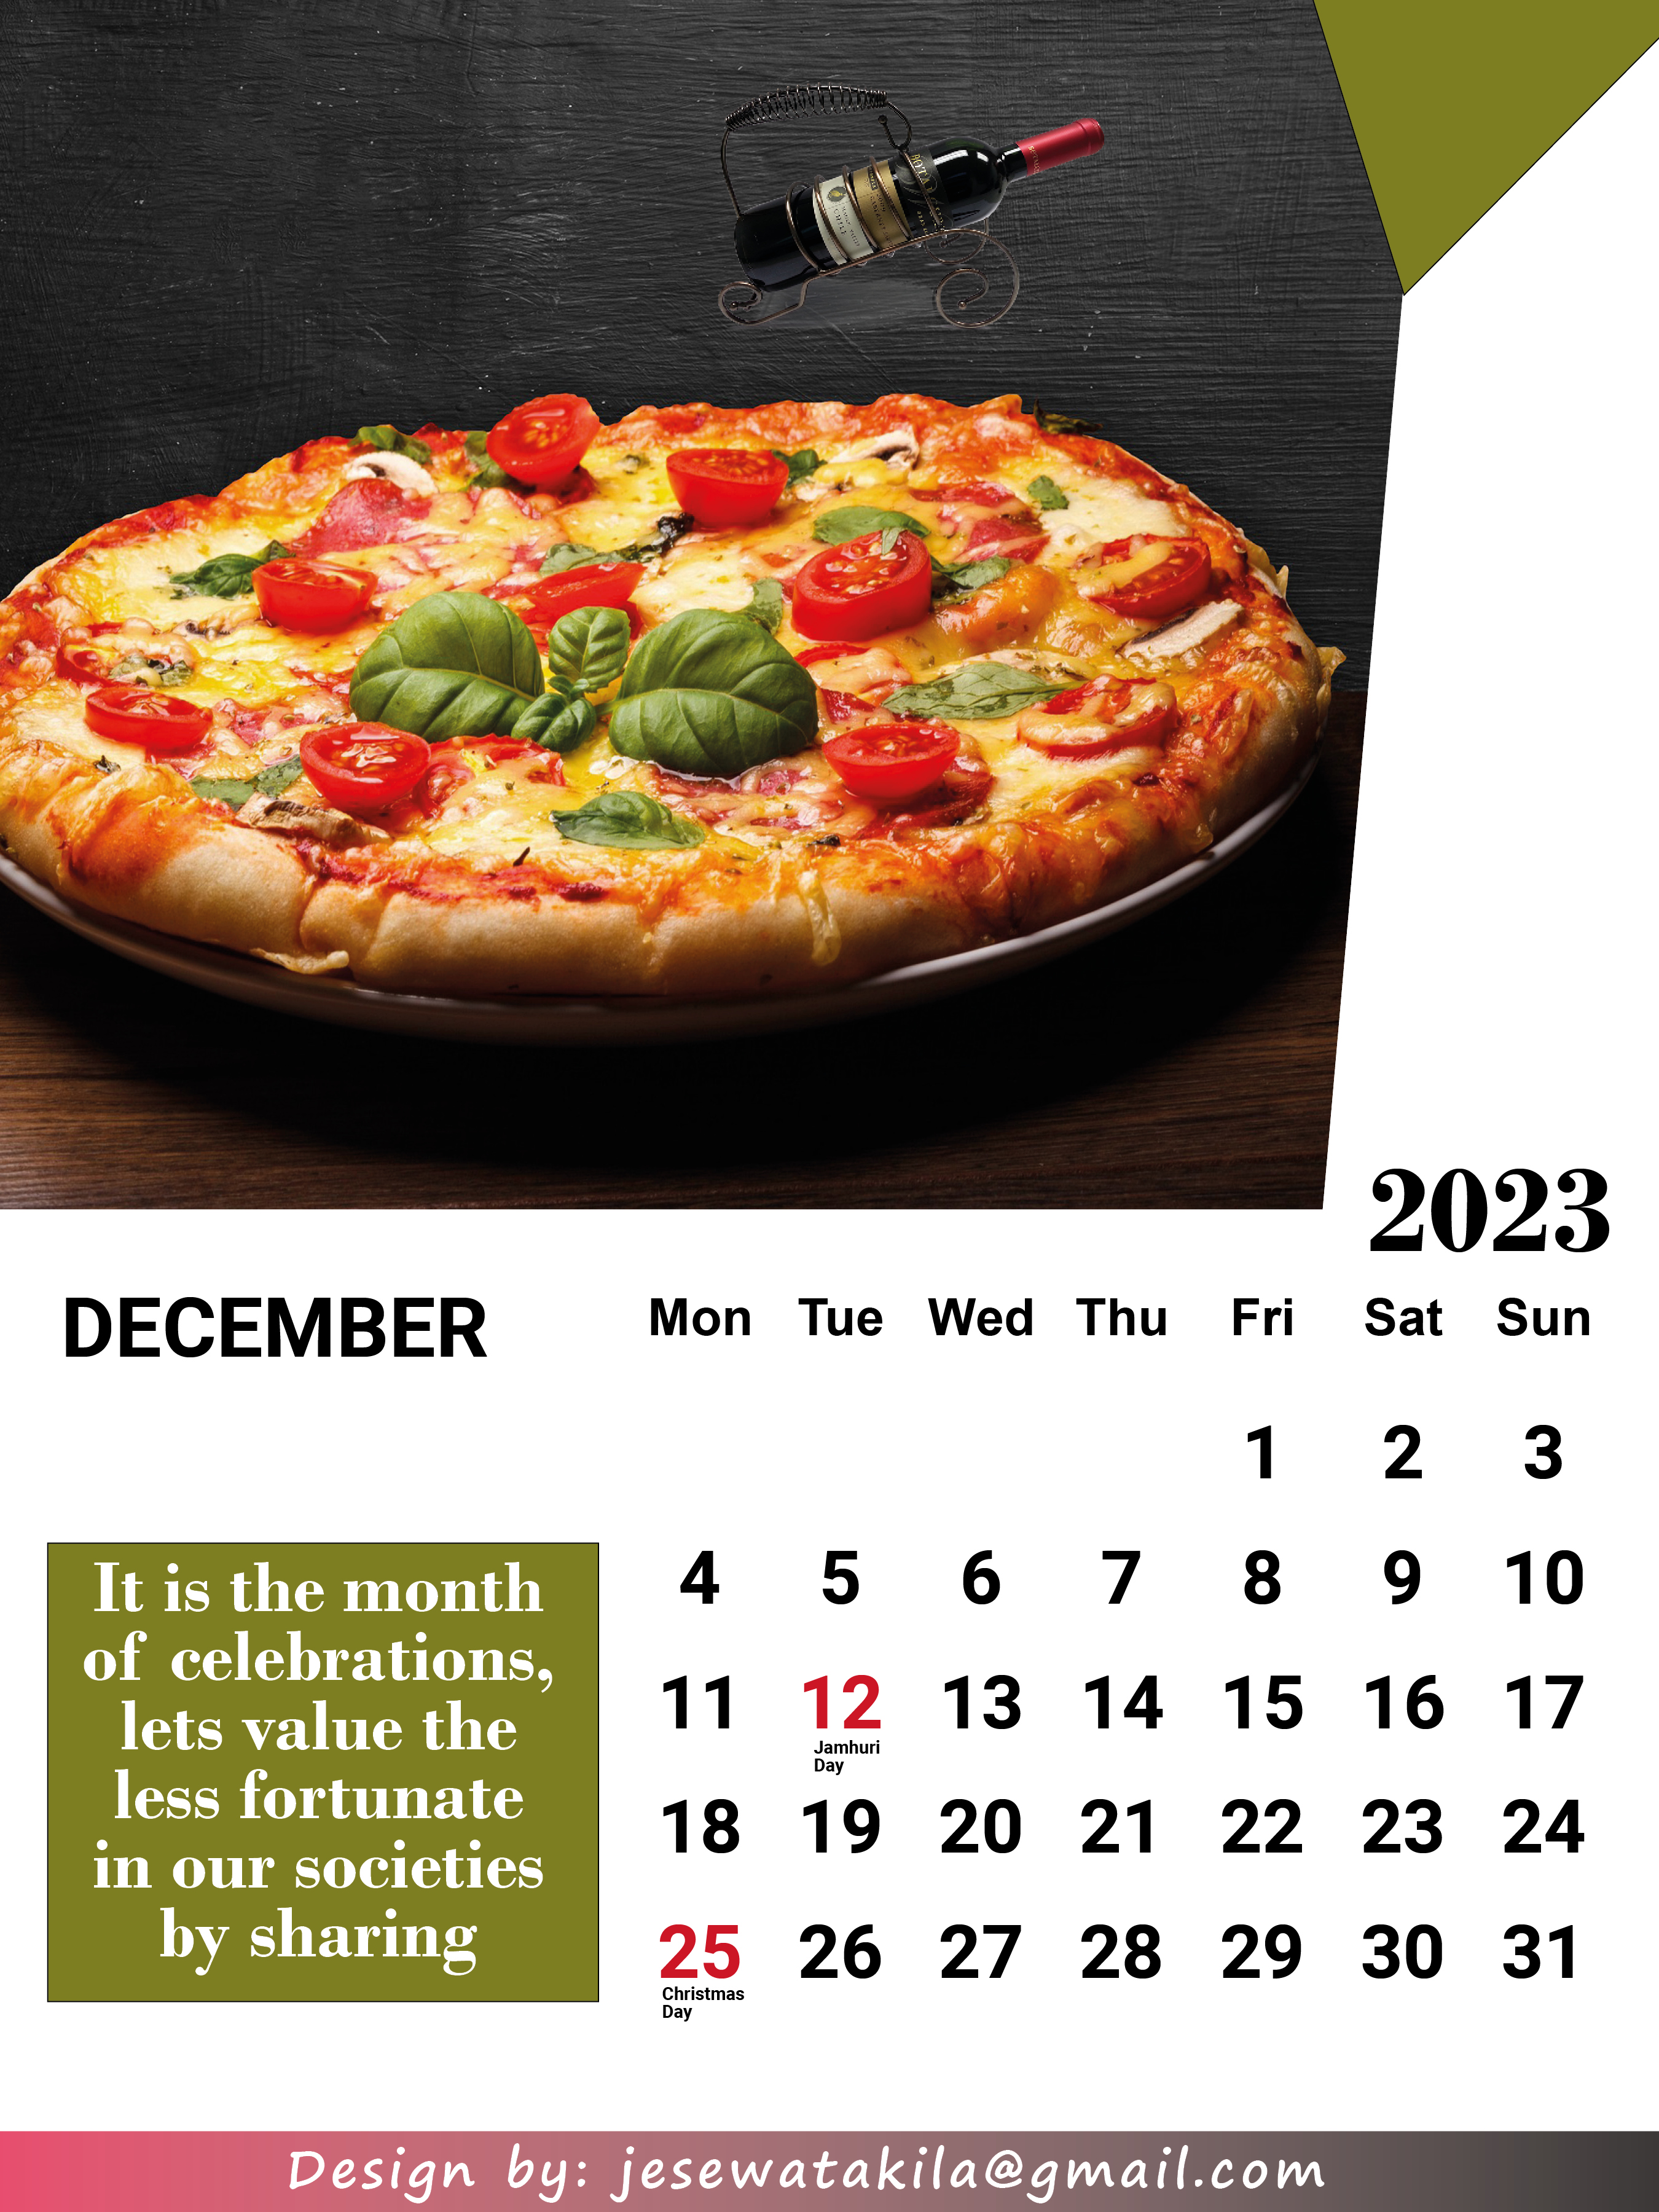 2023
DECEMBER
Mon Tue Wed Thu Fri Sat Sun
1 2 3
4 5 6 7 8 9 10
11 12 13 14 15 16 17
Jamhuri
Day
18 19 20 21 22 23 24
25 26 27 28 29 30 31
Christmas
Day
It is the month
of celebrations,
lets value the
less fortunate
in our societies
by sharing
Design by: jesewatakila@gmail.com